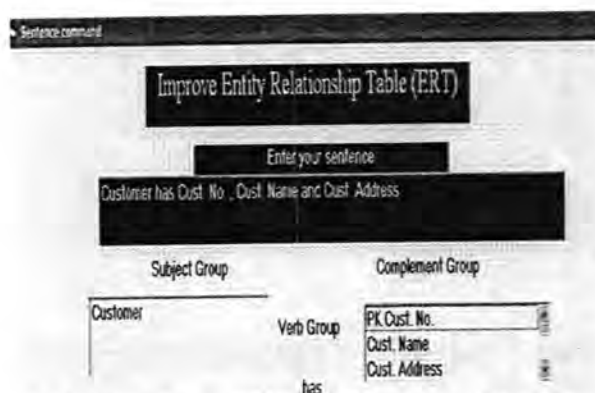 Sentence command
Improve Entity Relationship Table (ERT)
Enter your sentence
Customer has Cust. No., Cust. Name and Cust. Address
Subject Group
Complement Group
Customer
Verb Group
PK Cust. No.
Cust. Name
Cust. Address
has